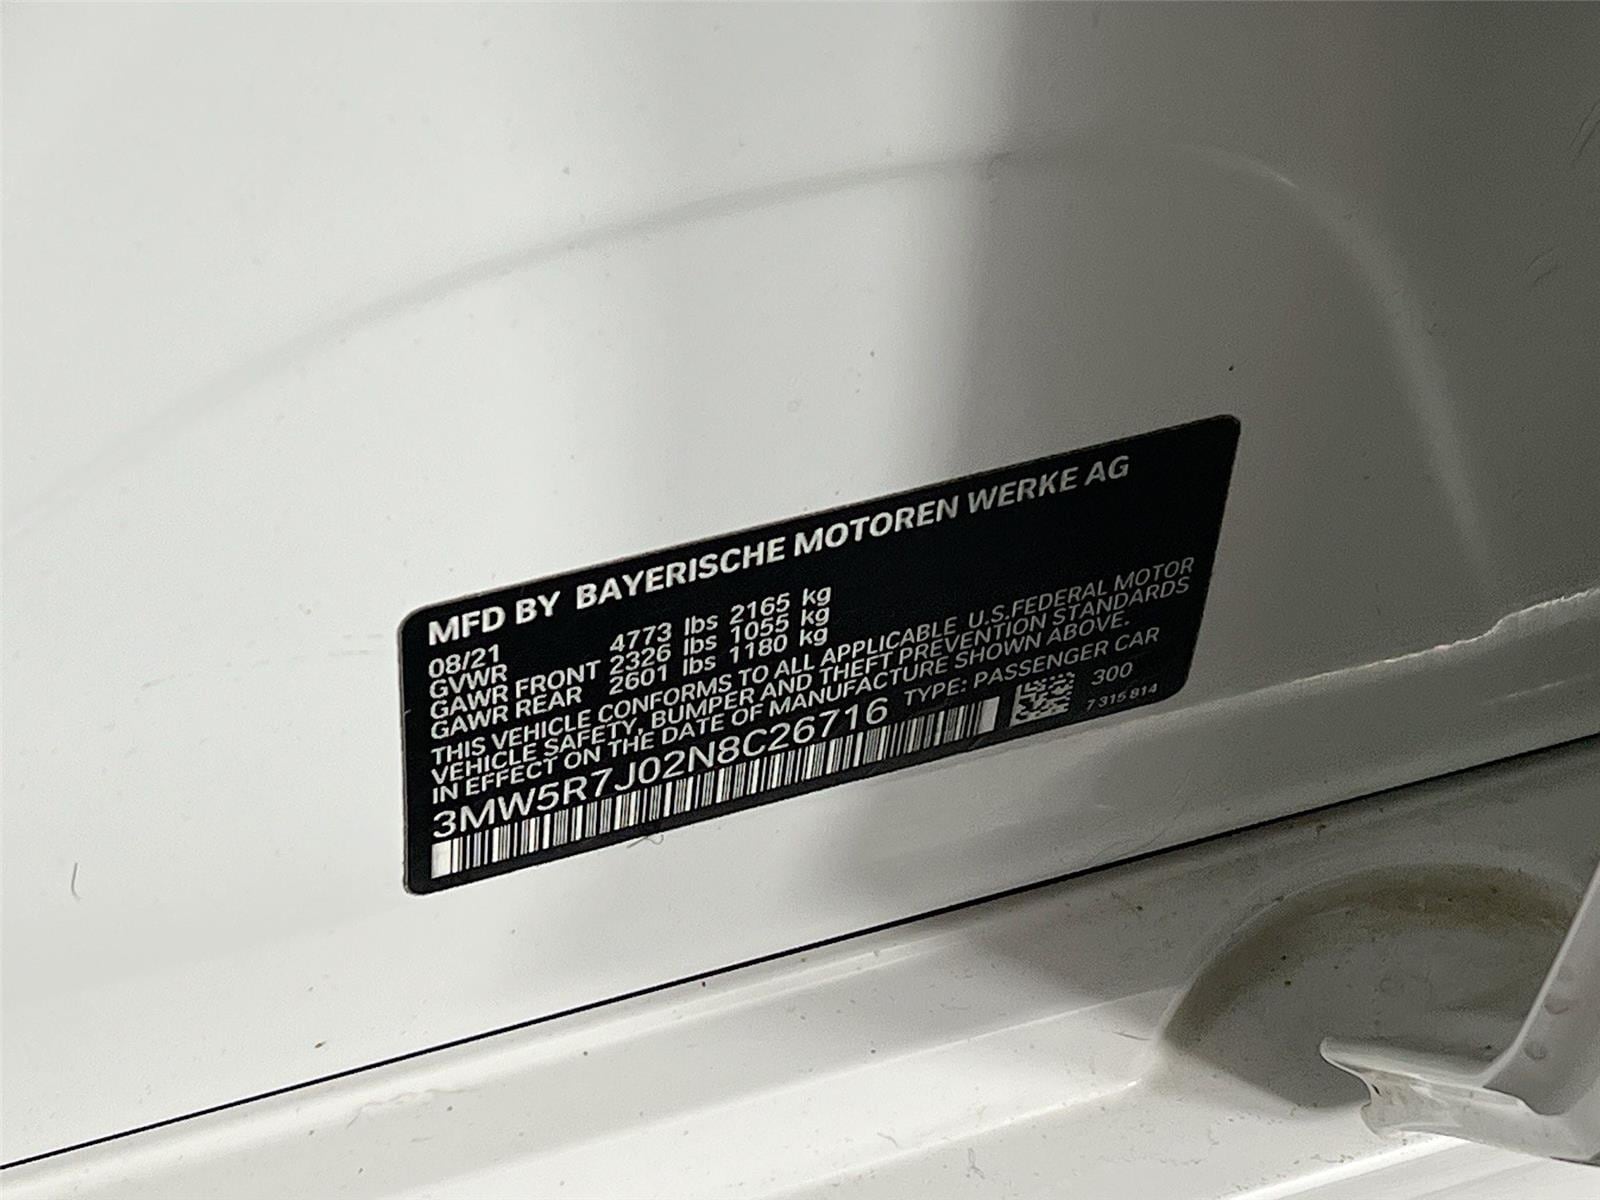 MFD BY BAYERISCHE MOTOREN WERKE AG
08/21
GVWR 4773 lbs 2165 kg
GAWR FRONT 2326 lbs 1055 kg
GAWR REAR 2601 lbs 1180 kg
THIS VEHICLE CONFORMS TO ALL APPLICABLE U.S.FEDERAL MOTOR
VEHICLE SAFETY, BUMPER AND THEFT PREVENTION STANDARDS
IN EFFECT ON THE DATE OF MANUFACTURE SHOWN ABOVE.
3MW5R7J02N8C26716 TYPE: PASSENGER CAR
300
7 315 814